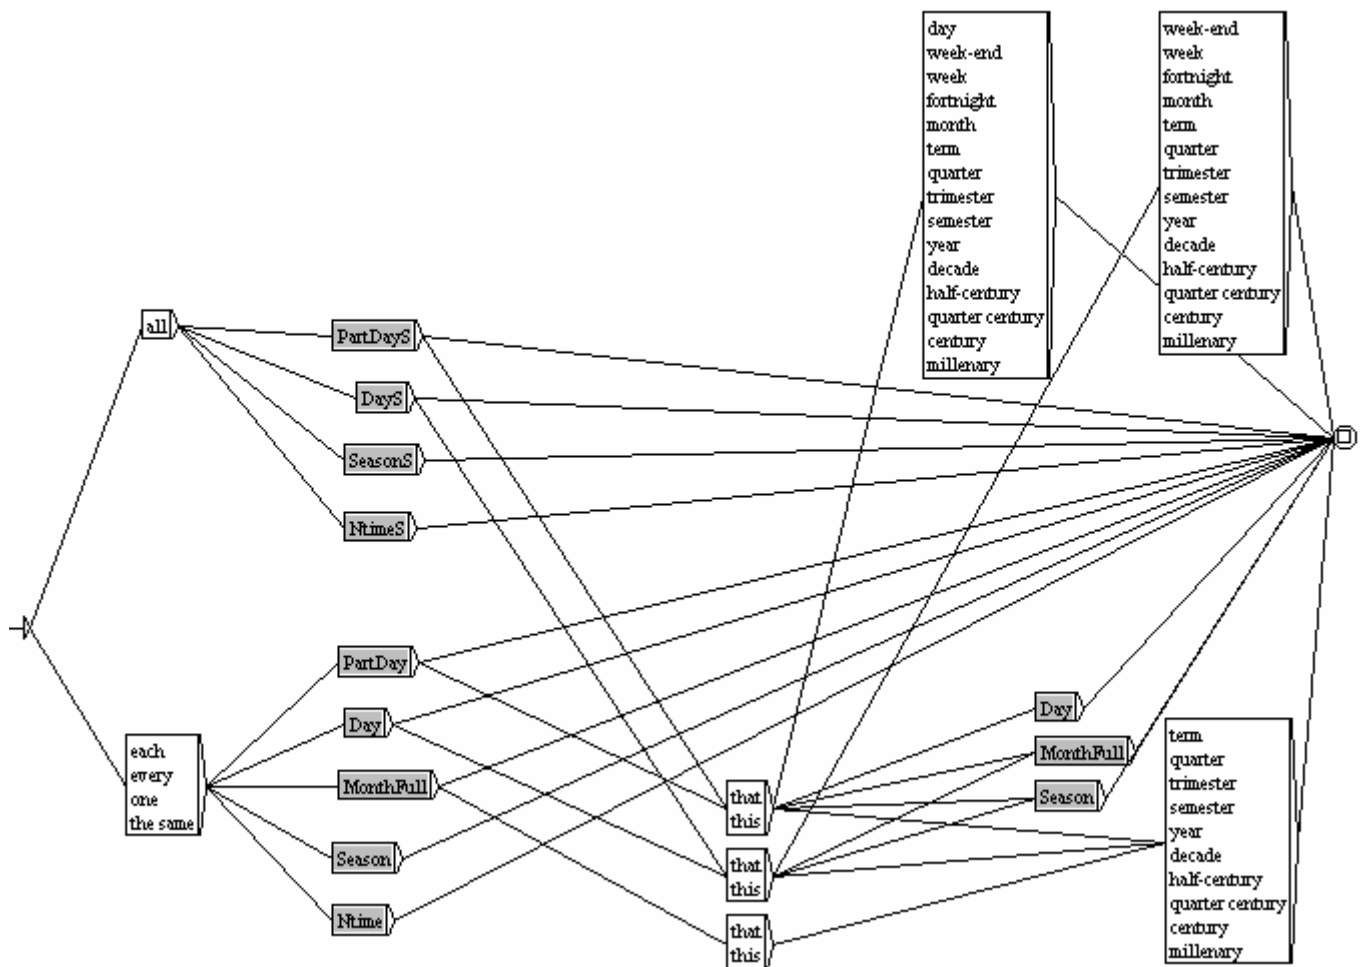 day
week-end
week
fortnight
month
term
quarter
trimester
semester
year
decade
half-century
quarter century
century
millenary
week-end
week
fortnight
month
term
quarter
trimester
semester
year
decade
half-century
quarter century
century
millenary
all
PartDayS
DayS
SeasonS
NtimeS
each
every
one
the same
PartDay
Day
MonthFull
Season
Ntime
that
this
that
this
that
this
Day
MonthFull
Season
term
quarter
trimester
semester
year
decade
half-century
quarter century
century
millenary